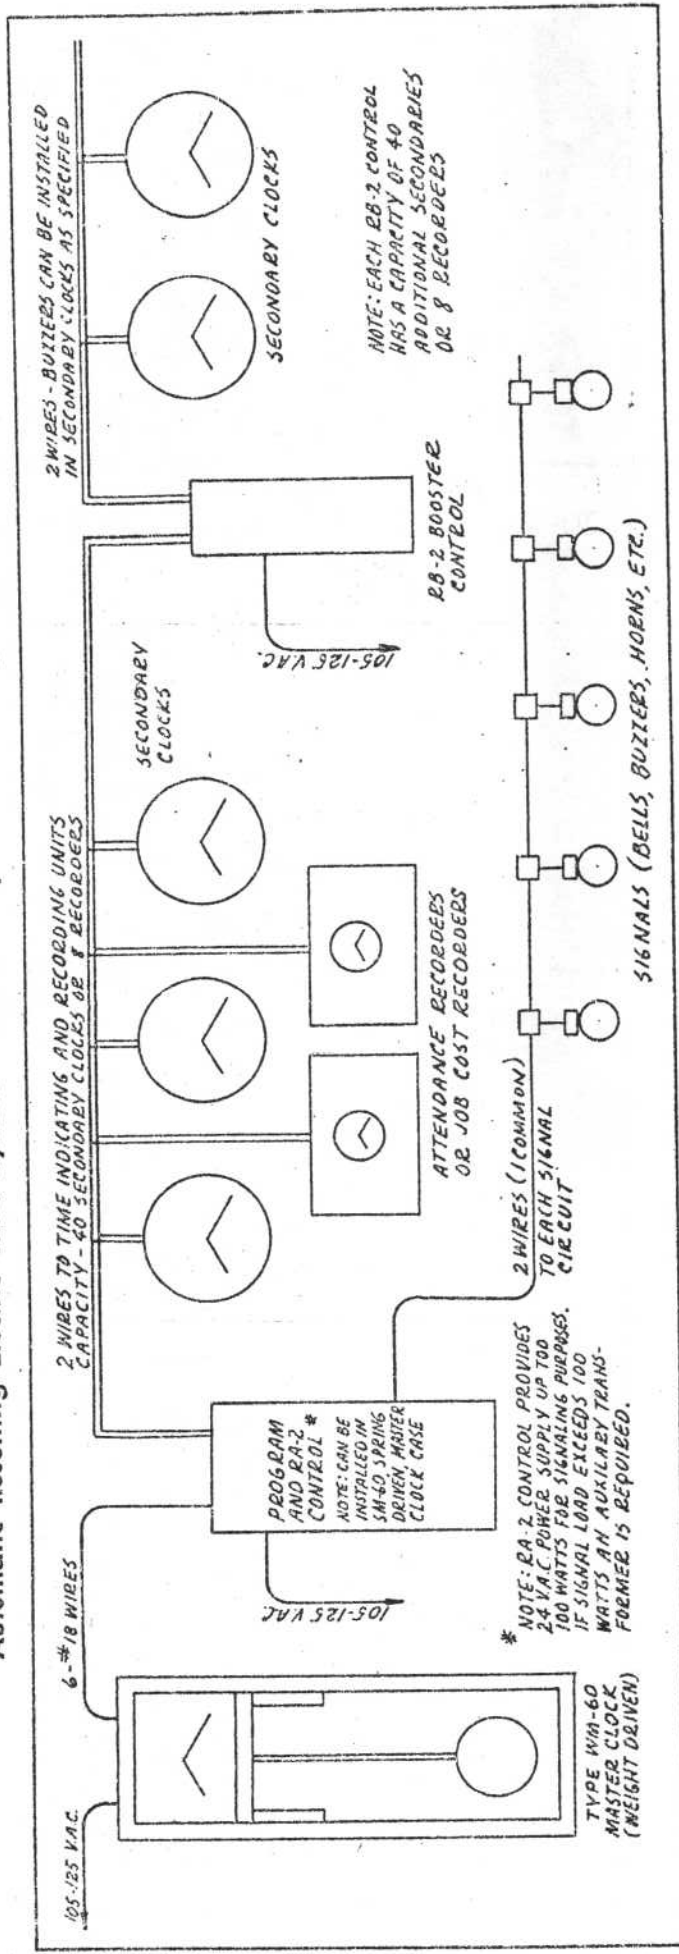 105-125 V.A.C.
6-#18 WIRES
TYPE WM-60
MASTER CLOCK
(WEIGHT DRIVEN)
105-125 V.AC.
PROGRAM
AND RA-2
CONTROL *
NOTE: CAN BE
INSTALLED IN
SM-60 SPRING
DRIVEN MASTER
CLOCK CASE
* NOTE: RA-2 CONTROL PROVIDES
24 V.A.C. POWER SUPPLY UP TOO
100 WATTS FOR SIGNALING PURPOSES.
IF SIGNAL LOAD EXCEEDS 100
WATTS AN AUXILARY TRANS-
FORMER IS REQUIRED.
2 WIRES TO TIME INDICATING AND RECORDING UNITS
CAPACITY - 40 SECONDARY CLOCKS OR 8 RECORDERS
SECONDARY
CLOCKS
ATTENDANCE RECORDERS
OR JOB COST RECORDERS
2 WIRES (1 COMMON)
TO EACH SIGNAL
CIRCUIT
SIGNALS (BELLS, BUZZERS, HORNS, ETC.)
105-125 V.AC.
RB-2 BOOSTER
CONTROL
2 WIRES - BUZZERS CAN BE INSTALLED
IN SECONDARY CLOCKS AS SPECIFIED
SECONDARY CLOCKS
NOTE: EACH RB-2 CONTROL
HAS A CAPACITY OF 40
ADDITIONAL SECONDARIES
OR 8 RECORDERS